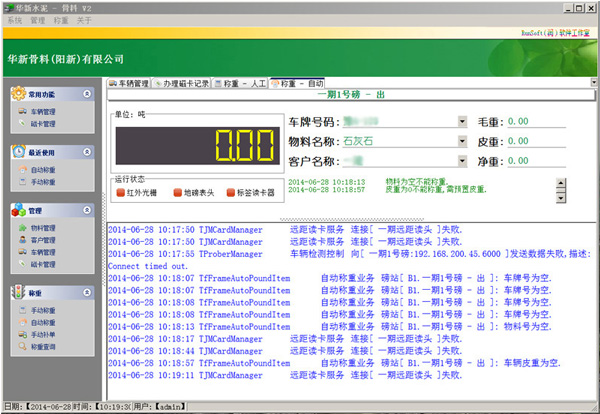 华新水泥 - 骨料 V2
系统 管理 称重 关于
RunSoft(润)软件工作室
华新骨料(阳新)有限公司
车辆管理 办理磁卡记录 称重 - 人工 称重 - 自动
一期1号磅 - 出
常用功能
车辆管理
磁卡管理
最近使用
自动称重
手动称重
管理
物料管理
客户管理
车辆管理
磁卡管理
称重
手动称重
自动称重
手动补单
称重查询
单位: 吨
0.00
运行状态
红外光栅 地磅表头 标签读卡器
车牌号码:
毛重: 0.00
物料名称: 石灰石
皮重: 0.00
客户名称:
净重: 0.00
2014-06-28 10:18:13 物料为空不能称重.
2014-06-28 10:18:57 皮重为0不能称重,需预置皮重.
2014-06-28 10:17:50 TJMCardManager 远距读卡服务 连接[ 一期远距读头 ]失败.
2014-06-28 10:17:50 TJMCardManager 远距读卡服务 连接[ 一期远距读头 ]失败.
2014-06-28 10:17:55 TProberManager 车辆检测控制 向[ 一期1号磅:192.168.200.45.6000 ]发送数据失败,描述:
Connect timed out.
2014-06-28 10:18:07 TfFrameAutoPoundItem 自动称重业务 磅站[ B1.一期1号磅 - 出 ]: 车牌号为空.
2014-06-28 10:18:07 TfFrameAutoPoundItem 自动称重业务 磅站[ B1.一期1号磅 - 出 ]: 车牌号为空.
2014-06-28 10:18:08 TfFrameAutoPoundItem 自动称重业务 磅站[ B1.一期1号磅 - 出 ]: 车牌号为空.
2014-06-28 10:18:08 TfFrameAutoPoundItem 自动称重业务 磅站[ B1.一期1号磅 - 出 ]: 车牌号为空.
2014-06-28 10:18:13 TfFrameAutoPoundItem 自动称重业务 磅站[ B1.一期1号磅 - 出 ]: 物料号为空.
2014-06-28 10:18:17 TJMCardManager 远距读卡服务 连接[ 一期远距读头 ]失败.
2014-06-28 10:18:44 TJMCardManager 远距读卡服务 连接[ 一期远距读头 ]失败.
2014-06-28 10:18:57 TfFrameAutoPoundItem 自动称重业务 磅站[ B1.一期1号磅 - 出 ]: 车辆皮重为空.
2014-06-28 10:19:11 TJMCardManager 远距读卡服务 连接[ 一期远距读头 ]失败.
日期:【2014-06-28】时间:【10:19:30】用户:【admin】